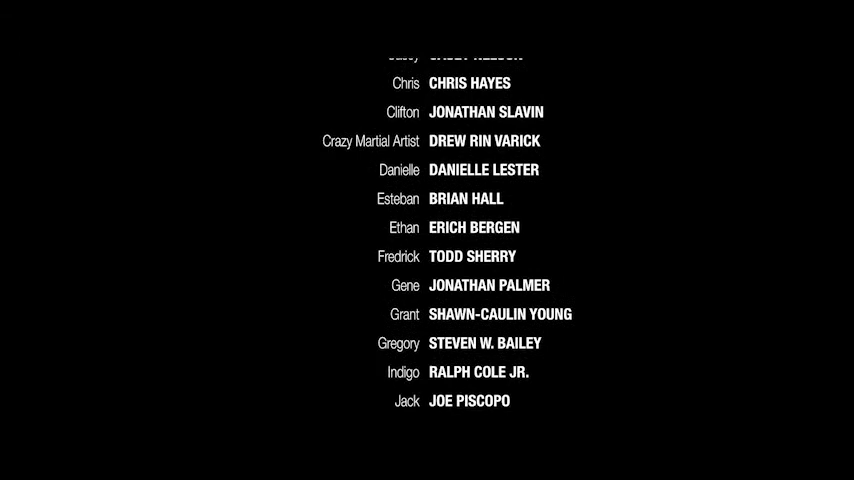 Chris CHRIS HAYES
Clifton JONATHAN SLAVIN
Crazy Martial Artist DREW RIN VARICK
Danielle DANIELLE LESTER
Esteban BRIAN HALL
Ethan ERICH BERGEN
Fredrick TODD SHERRY
Gene JONATHAN PALMER
Grant SHAWN-CAULIN YOUNG
Gregory STEVEN W. BAILEY
Indigo RALPH COLE JR.
Jack JOE PISCOPO